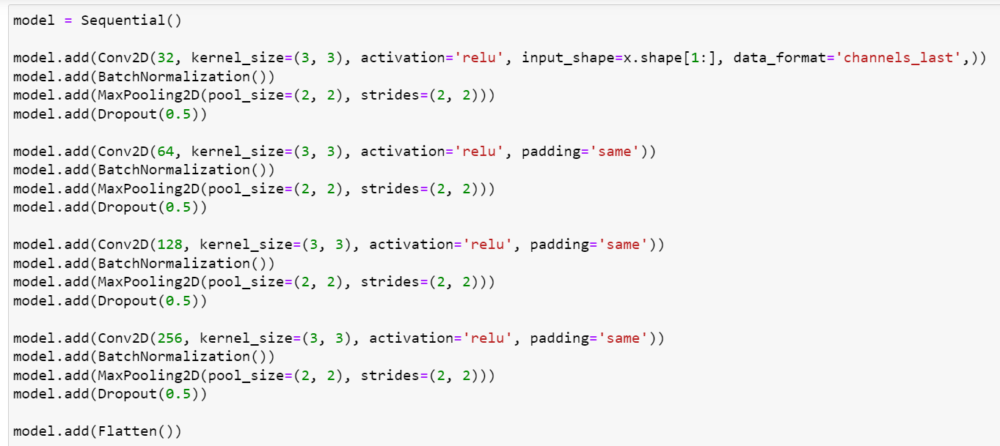 model = Sequential()
model.add(Conv2D(32, kernel_size=(3, 3), activation='relu', input_shape=x.shape[1:], data_format='channels_last',))
model.add(BatchNormalization())
model.add(MaxPooling2D(pool_size=(2, 2), strides=(2, 2)))
model.add(Dropout(0.5))
model.add(Conv2D(64, kernel_size=(3, 3), activation='relu', padding='same'))
model.add(BatchNormalization())
model.add(MaxPooling2D(pool_size=(2, 2), strides=(2, 2)))
model.add(Dropout(0.5))
model.add(Conv2D(128, kernel_size=(3, 3), activation='relu', padding='same'))
model.add(BatchNormalization())
model.add(MaxPooling2D(pool_size=(2, 2), strides=(2, 2)))
model.add(Dropout(0.5))
model.add(Conv2D(256, kernel_size=(3, 3), activation='relu', padding='same'))
model.add(BatchNormalization())
model.add(MaxPooling2D(pool_size=(2, 2), strides=(2, 2)))
model.add(Dropout(0.5))
model.add(Flatten())